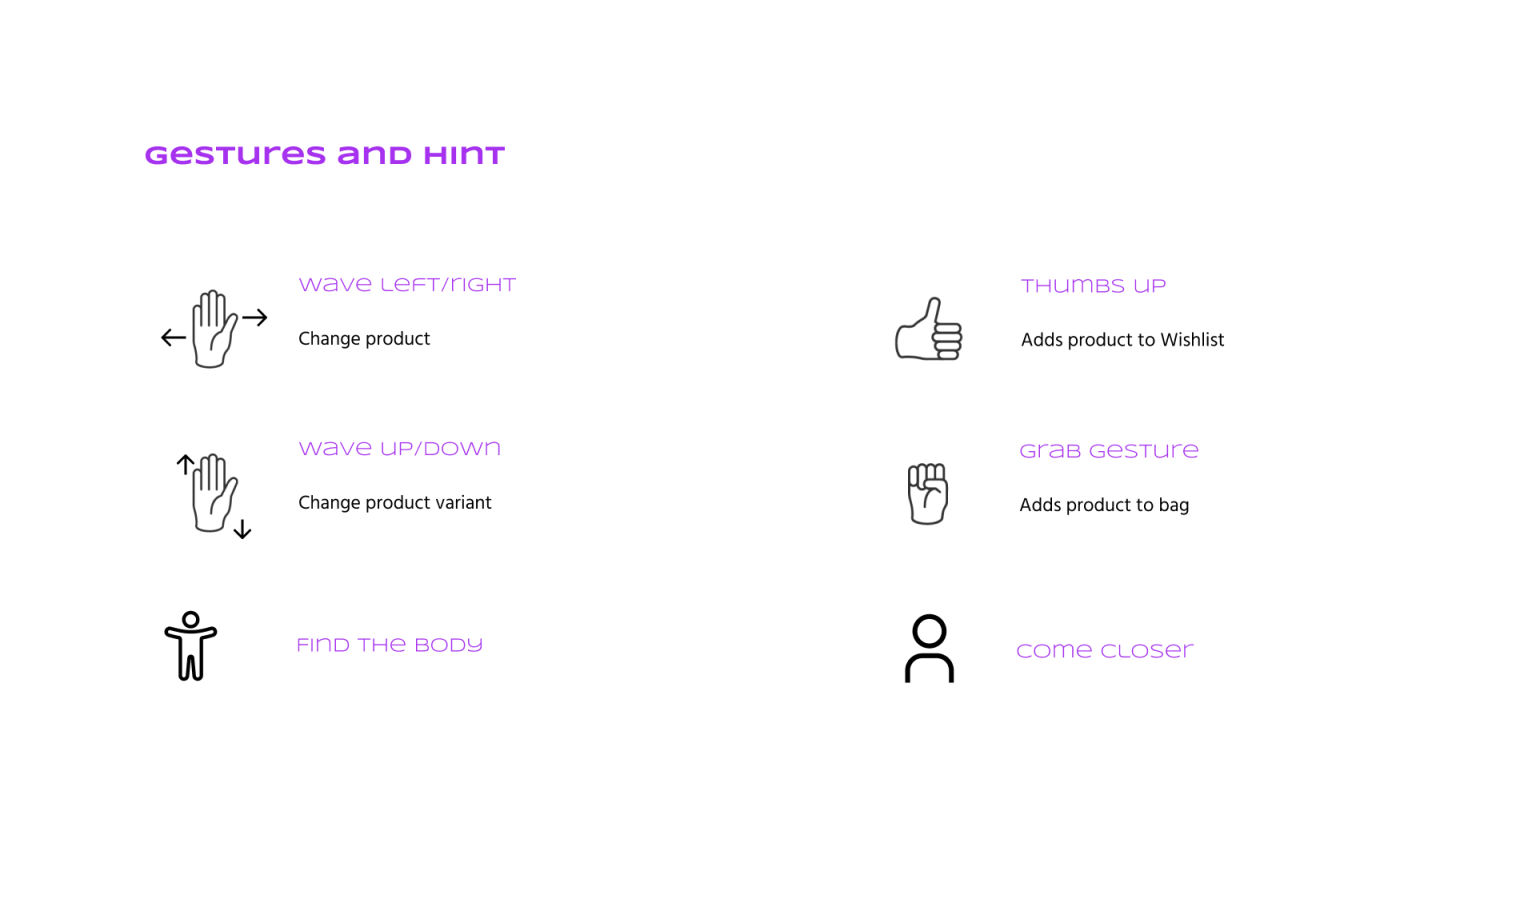 Gestures and Hint
Wave left/right
Change product
Thumbs up
Adds product to Wishlist
Wave up/down
Change product variant
Grab gesture
Adds product to bag
Find the body
Come closer